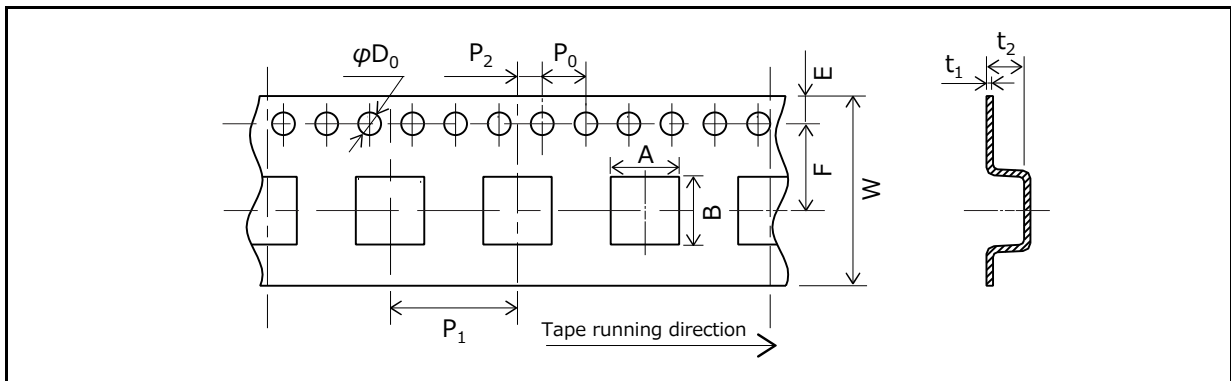 φD₀
P₂
P₀
E
t₂
t₁
A
F
W
B
P₁
Tape running direction